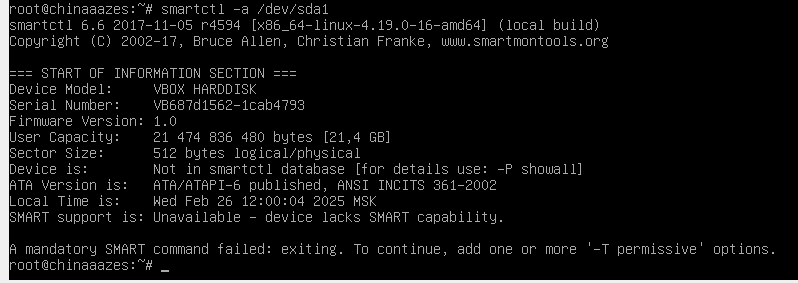 root@chinaaazes:~# smartctl -a /dev/sda1
smartctl 6.6 2017-11-05 r4594 [x86_64-linux-4.19.0-16-amd64] (local build)
Copyright (C) 2002-17, Bruce Allen, Christian Franke, www.smartmontools.org
=== START OF INFORMATION SECTION ===
Device Model:     VBOX HARDDISK
Serial Number:    VB687d1562-1cab4793
Firmware Version: 1.0
User Capacity:    21 474 836 480 bytes [21,4 GB]
Sector Size:      512 bytes logical/physical
Device is:        Not in smartctl database [for details use: -P showall]
ATA Version is:   ATA/ATAPI-6 published, ANSI INCITS 361-2002
Local Time is:    Wed Feb 26 12:00:04 2025 MSK
SMART support is: Unavailable - device lacks SMART capability.
A mandatory SMART command failed: exiting. To continue, add one or more '-T permissive' options.
root@chinaaazes:~# _